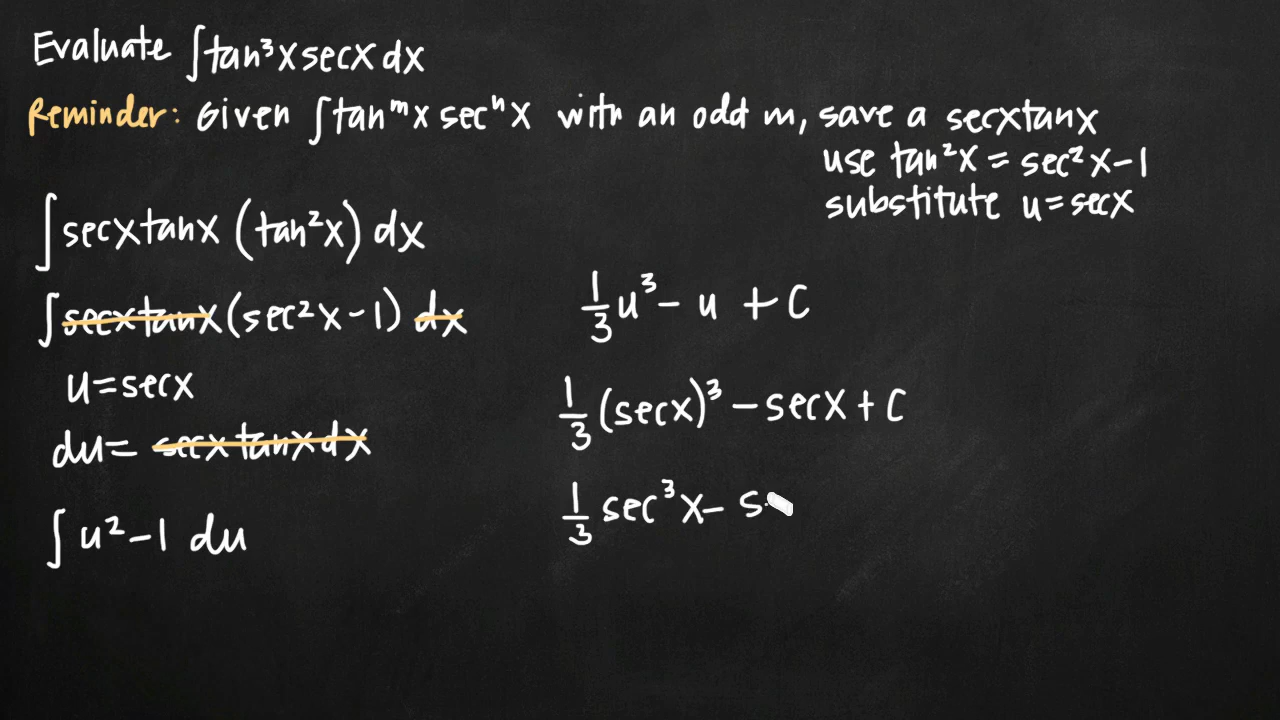 Evaluate ∫tan³x secx dx
Reminder: Given ∫tanᵐx secⁿx with an odd m, save a secxtanx
use tan²x = sec²x-1
substitute u=secx
∫secxtanx (tan²x) dx
∫secxtanx(sec²x-1) dx
u=secx
du= secxtanxdx
∫u²-1 du
1/3 u³- u + C
1/3 (secx)³ - secx + C
1/3 sec³x- s